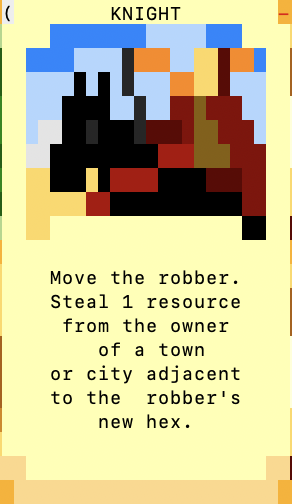 ( KNIGHT
Move the robber.
Steal 1 resource
from the owner
of a town
or city adjacent
to the  robber's
new hex.